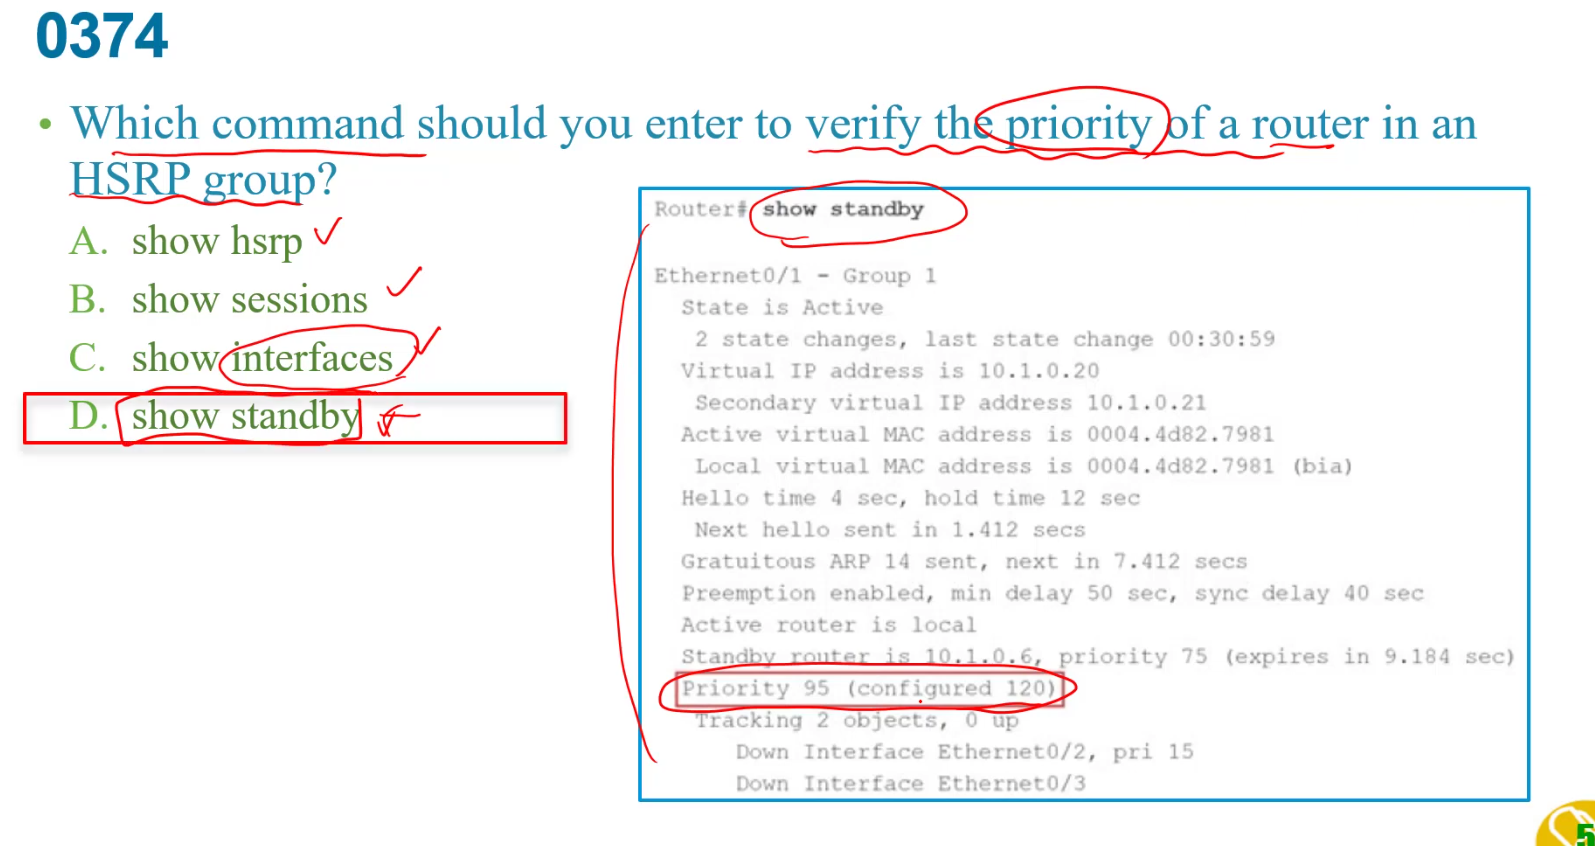 0374
• Which command should you enter to verify the priority of a router in an
HSRP group?
A. show hsrp
B. show sessions
C. show interfaces
D. show standby
Router# show standby
Ethernet0/1 - Group 1
State is Active
2 state changes, last state change 00:30:59
Virtual IP address is 10.1.0.20
Secondary virtual IP address 10.1.0.21
Active virtual MAC address is 0004.4d82.7981
Local virtual MAC address is 0004.4d82.7981 (bia)
Hello time 4 sec, hold time 12 sec
Next hello sent in 1.412 secs
Gratuitous ARP 14 sent, next in 7.412 secs
Preemption enabled, min delay 50 sec, sync delay 40 sec
Active router is local
Standby router is 10.1.0.6, priority 75 (expires in 9.184 sec)
Priority 95 (configured 120)
Tracking 2 objects, 0 up
Down Interface Ethernet0/2, pri 15
Down Interface Ethernet0/3
5